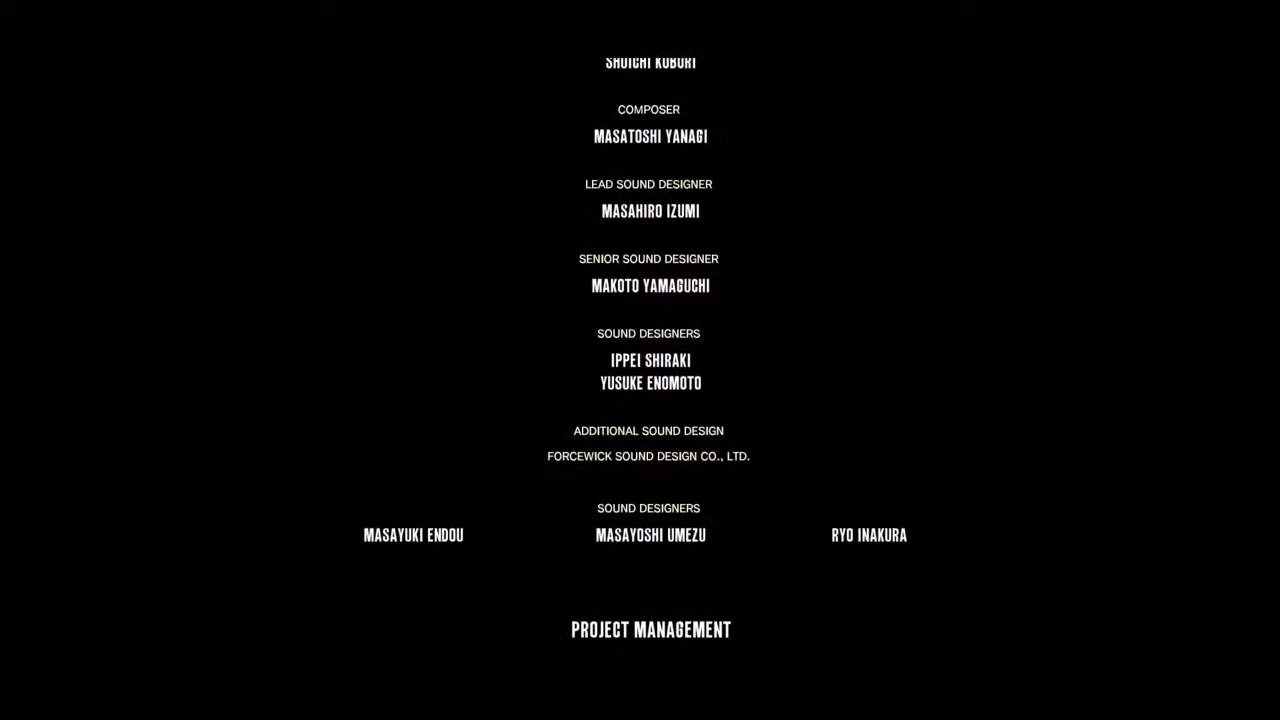 SHOICHI KOBORI
COMPOSER
MASATOSHI YANAGI
LEAD SOUND DESIGNER
MASAHIRO IZUMI
SENIOR SOUND DESIGNER
MAKOTO YAMAGUCHI
SOUND DESIGNERS
IPPEI SHIRAKI
YUSUKE ENOMOTO
ADDITIONAL SOUND DESIGN
FORCEWICK SOUND DESIGN CO., LTD.
SOUND DESIGNERS
MASAYUKI ENDOU MASAYOSHI UMEZU RYO INAKURA
PROJECT MANAGEMENT